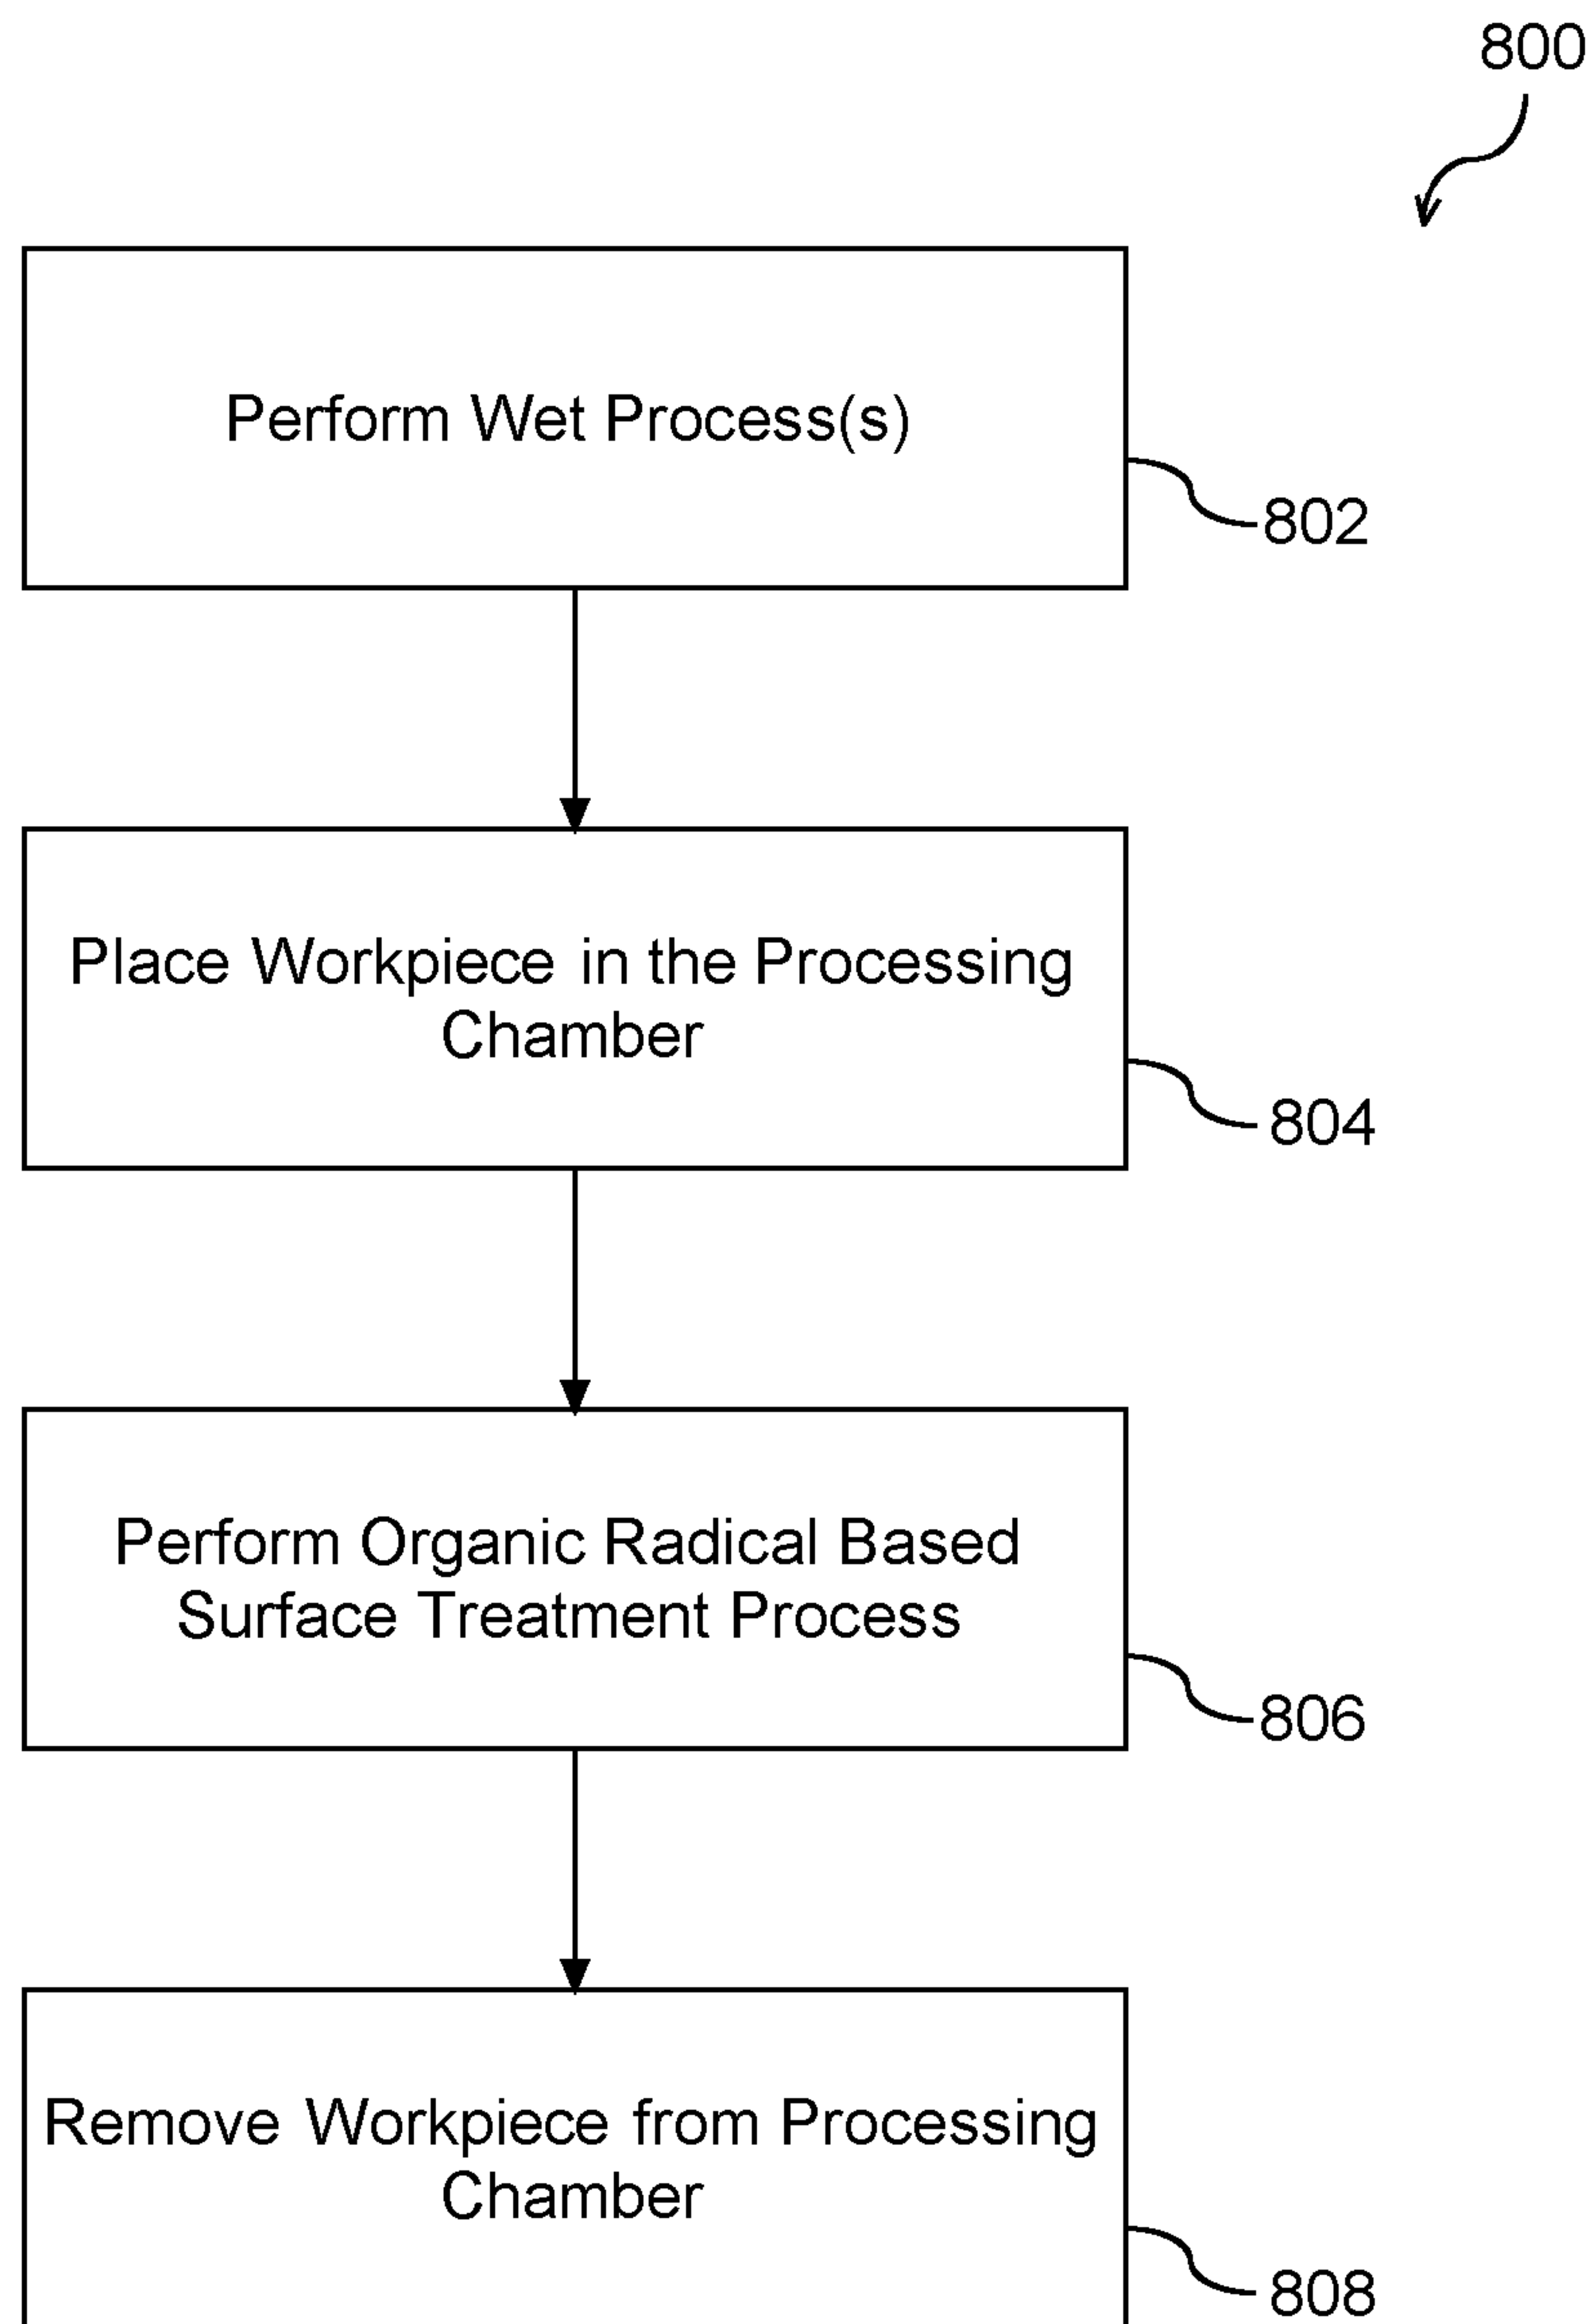 800
Perform Wet Process(s)
802
Place Workpiece in the Processing
Chamber
804
Perform Organic Radical Based
Surface Treatment Process
806
Remove Workpiece from Processing
Chamber
808